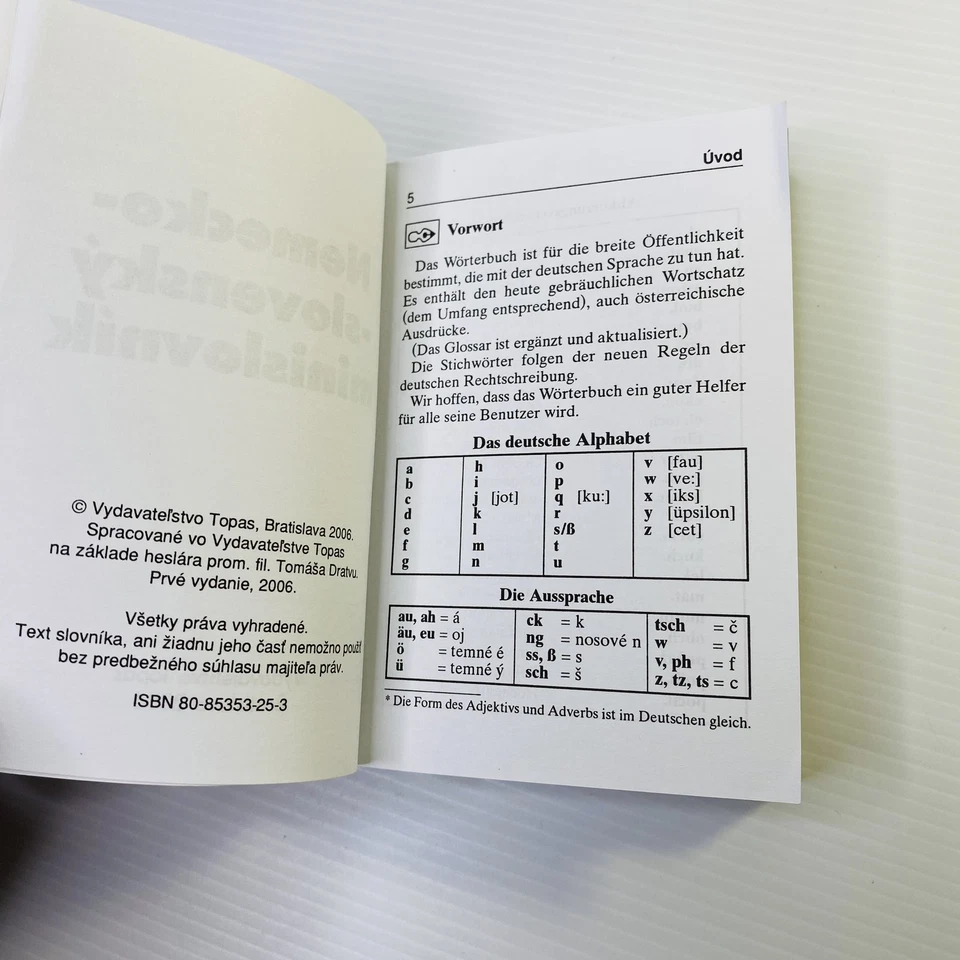 © Vydavateľstvo Topas, Bratislava 2006.
Spracované vo Vydavateľstve Topas
na základe heslára prom. fil. Tomáša Dratvu.
Prvé vydanie, 2006.
Všetky práva vyhradené.
Text slovníka, ani žiadnu jeho časť nemožno použiť
bez predbežného súhlasu majiteľa práv.
ISBN 80-85353-25-3
Úvod
5
Vorwort
Das Wörterbuch ist für die breite Öffentlichkeit
bestimmt, die mit der deutschen Sprache zu tun hat.
Es enthält den heute gebräuchlichen Wortschatz
(dem Umfang entsprechend), auch österreichische
Ausdrücke.
(Das Glossar ist ergänzt und aktualisiert.)
Die Stichwörter folgen der neuen Regeln der
deutschen Rechtschreibung.
Wir hoffen, dass das Wörterbuch ein guter Helfer
für alle seine Benutzer wird.
Das deutsche Alphabet
a h o v [fau]
b i p w [ve:]
c j [jot] q [ku:] x [iks]
d k r y [üpsilon]
e l s/ß z [cet]
f m t
g n u
Die Aussprache
au, ah = á ck = k tsch = č
äu, eu = oj ng = nosové n w = v
ö = temné é ss, ß = s v, ph = f
ü = temné ý sch = š z, tz, ts = c
* Die Form des Adjektivs und Adverbs ist im Deutschen gleich.